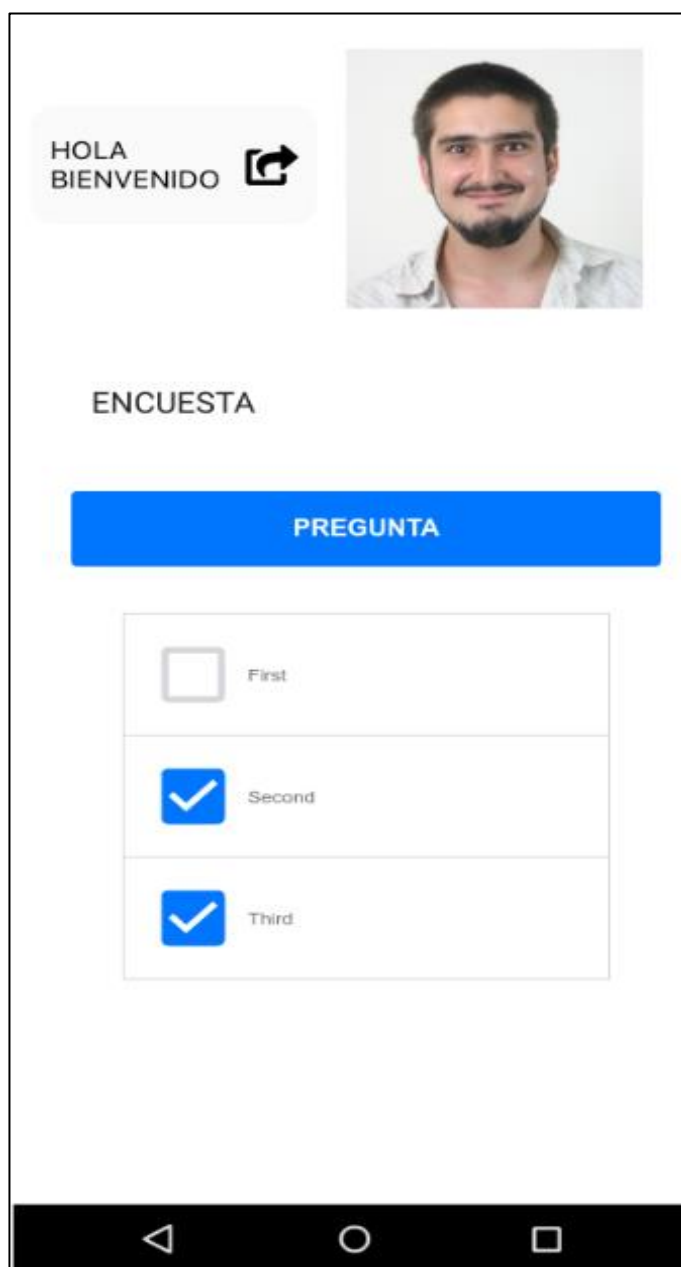 HOLA
BIENVENIDO
ENCUESTA
PREGUNTA
First
Second
Third